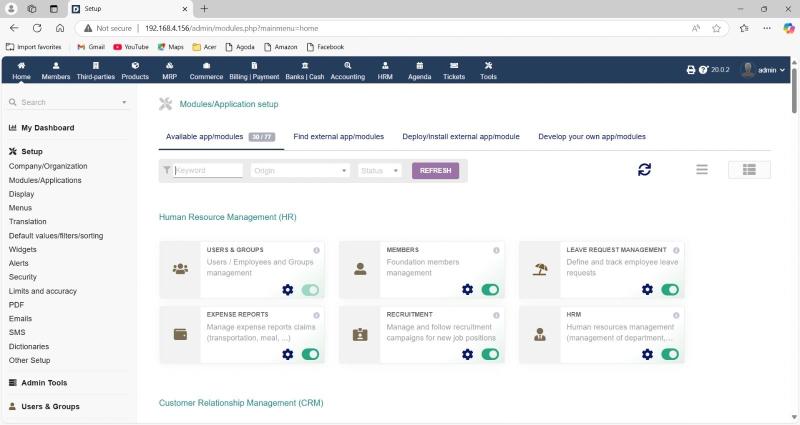 Setup
Not secure
192.168.4.156/admin/modules.php?mainmenu=home
Import favorites
Gmail
YouTube
Maps
Acer
Agoda
Amazon
Facebook
Home
Members
Third-parties
Products
MRP
Commerce
Billing | Payment
Banks | Cash
Accounting
HRM
Agenda
Tickets
Tools
20.0.2
admin
Search
My Dashboard
Setup
Company/Organization
Modules/Applications
Display
Menus
Translation
Default values/filters/sorting
Widgets
Alerts
Security
Limits and accuracy
PDF
Emails
SMS
Dictionaries
Other Setup
Admin Tools
Users & Groups
Modules/Application setup
Available app/modules 30 / 77
Find external app/modules
Deploy/install external app/module
Develop your own app/modules
Keyword
Origin
Status
REFRESH
Human Resource Management (HR)
USERS & GROUPS
Users / Employees and Groups
management
MEMBERS
Foundation members
management
LEAVE REQUEST MANAGEMENT
Define and track employee leave
requests
EXPENSE REPORTS
Manage expense reports claims
(transportation, meal, ...)
RECRUITMENT
Manage and follow recruitment
campaigns for new job positions
HRM
Human resources management
(management of department,...
Customer Relationship Management (CRM)